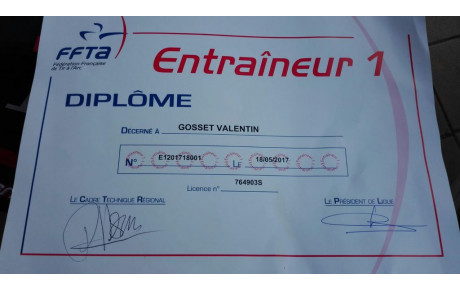 FFTA
Fédération Française
de Tir à l'Arc
Entraîneur 1
DIPLÔME
DÉCERNÉ À GOSSET VALENTIN
N° E1201718001 LE 18/05/2017
Licence n° 764903S
LE CADRE TECHNIQUE RÉGIONAL LE PRÉSIDENT DE LIGUE